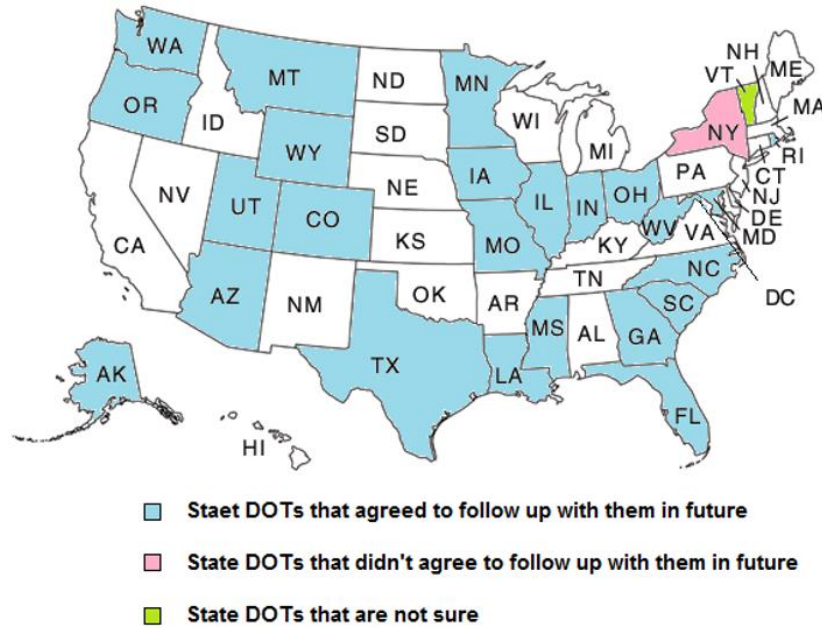 WA
MT
ND
MN
NH
ME
VT
OR
ID
SD
WI
MI
NY
MA
WY
RI
NV
NE
IA
PA
CT
UT
CO
IL
IN
OH
NJ
DE
CA
KS
MO
WV
VA
MD
KY
AZ
NM
OK
AR
TN
NC
DC
SC
TX
MS
AL
GA
LA
AK
FL
HI
Staet DOTs that agreed to follow up with them in future
State DOTs that didn't agree to follow up with them in future
State DOTs that are not sure